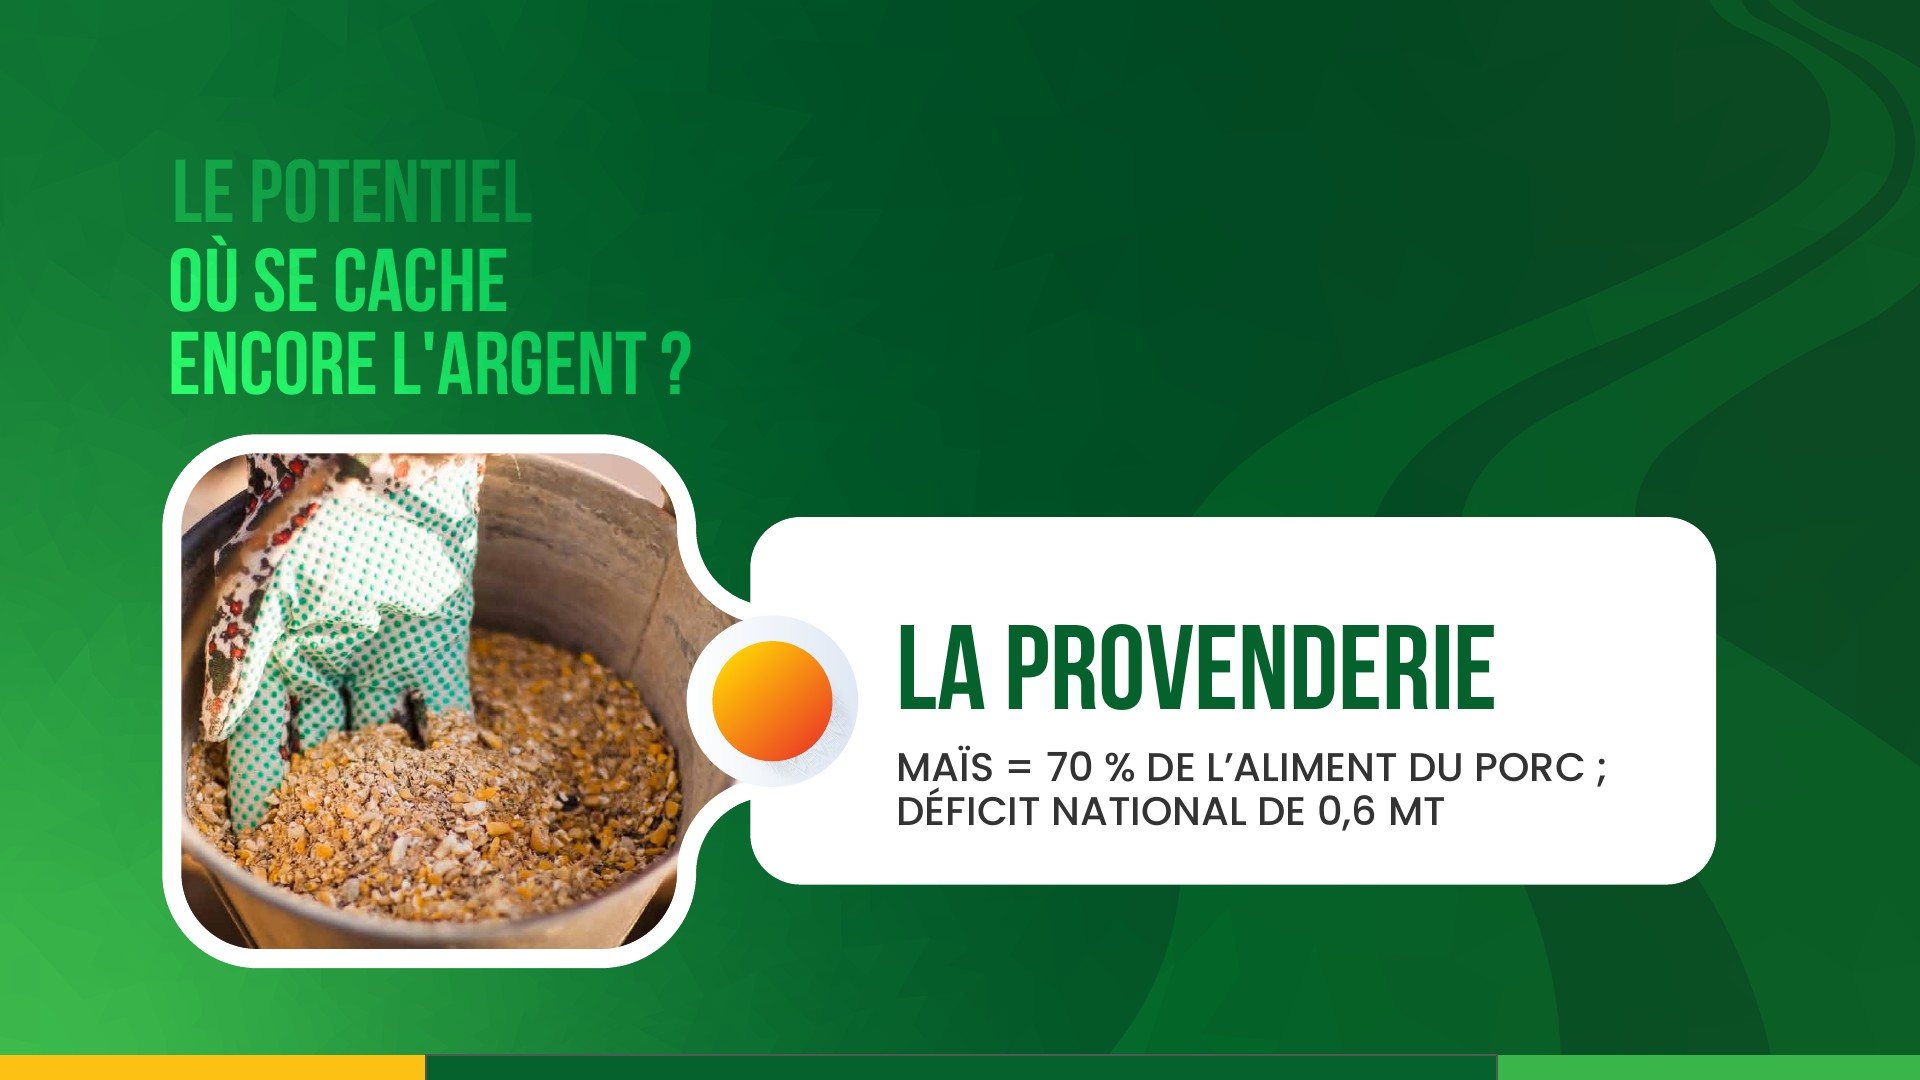 LE POTENTIEL
OÙ SE CACHE
ENCORE L'ARGENT ?
LA PROVENDERIE
MAÏS = 70 % DE L’ALIMENT DU PORC ;
DÉFICIT NATIONAL DE 0,6 MT